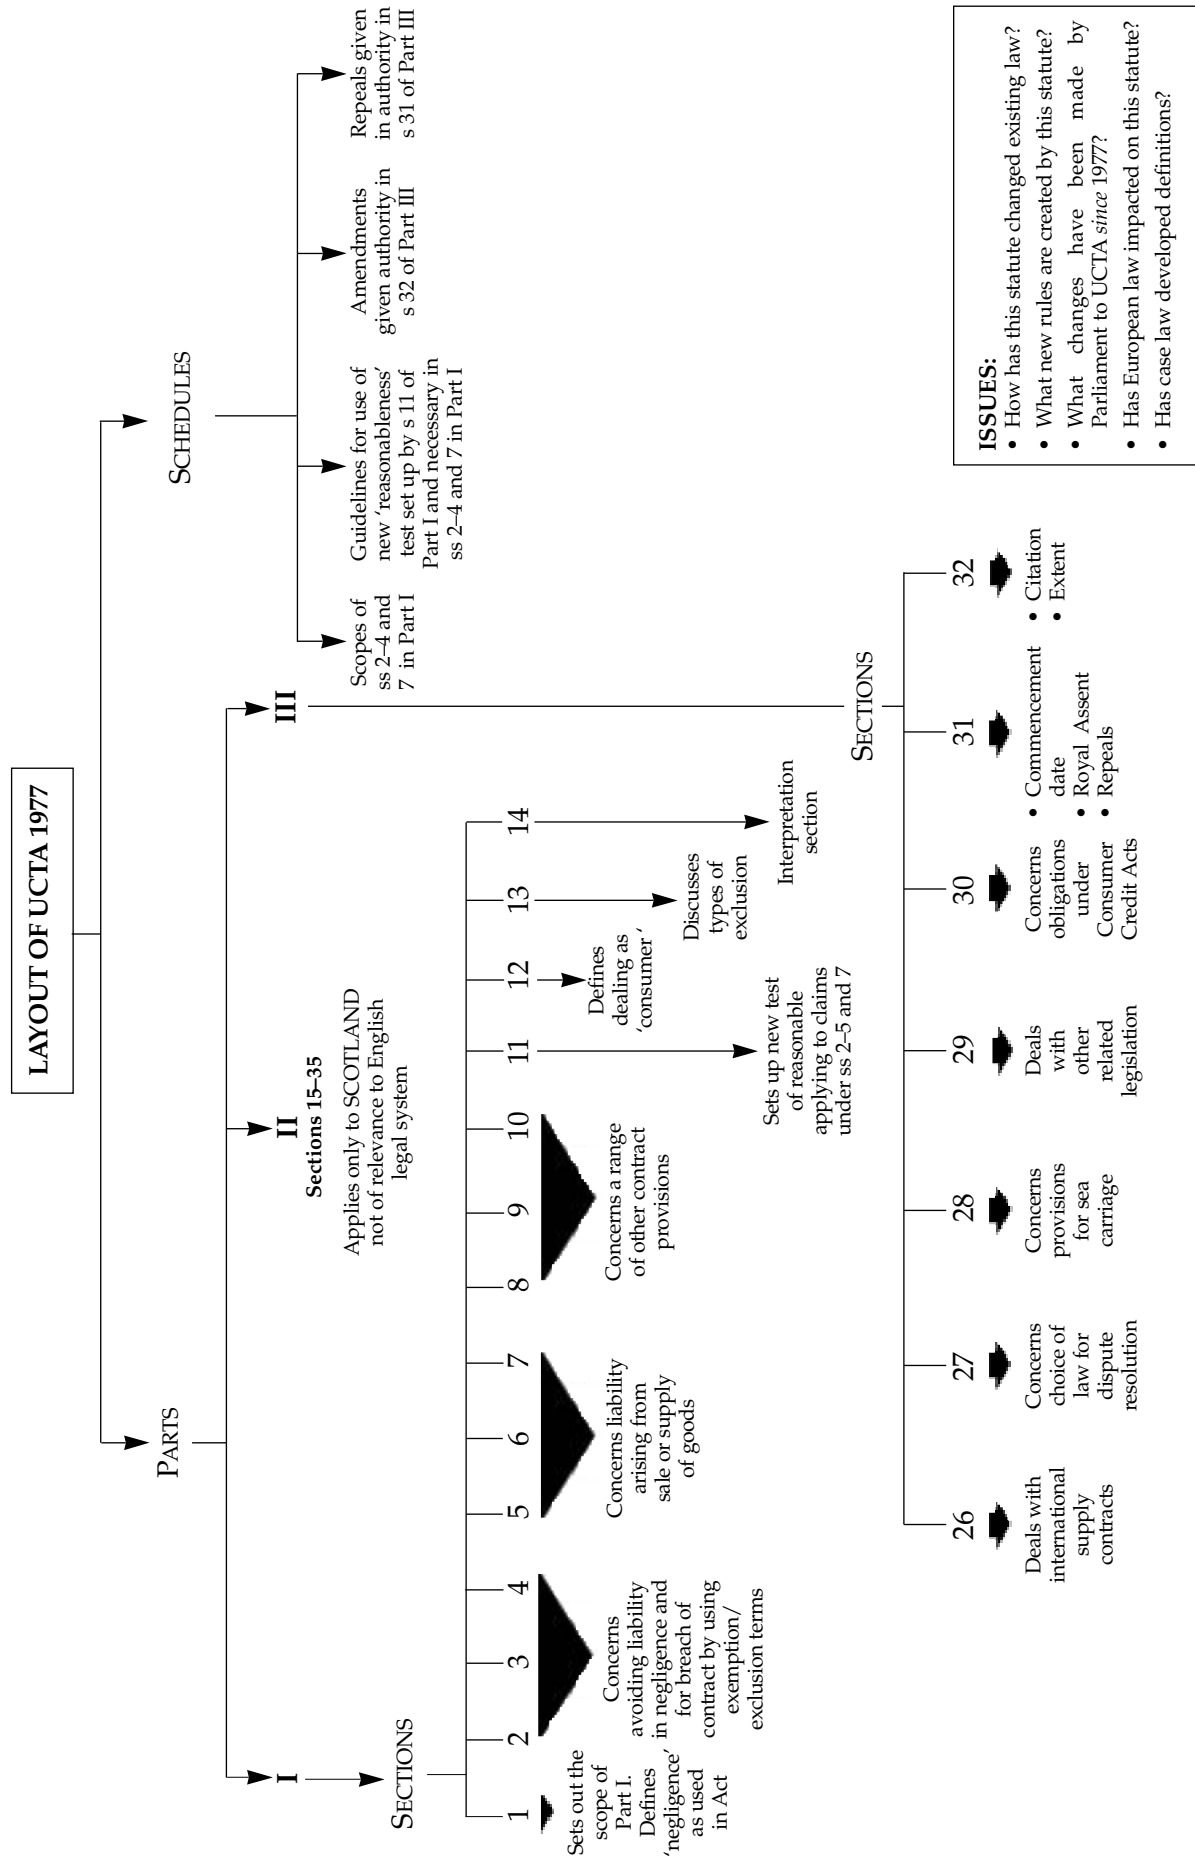 LAYOUT OF UCTA 1977
PARTS
SCHEDULES
I
II
Sections 15–35
Applies only to SCOTLAND
not of relevance to English
legal system
III
Scopes of
ss 2–4 and
7 in Part I
Guidelines for use of
new 'reasonableness'
test set up by s 11 of
Part I and necessary in
ss 2–4 and 7 in Part I
Amendments
given authority in
s 32 of Part III
Repeals given
in authority in
s 31 of Part III
SECTIONS
1
2
3
4
5
6
7
8
9
10
11
12
13
14
Sets out the
scope of
Part I.
Defines
'negligence'
as used
in Act
Concerns
avoiding liability
in negligence and
for breach of
contract by using
exemption/
exclusion terms
Concerns liability
arising from
sale or supply
of goods
Concerns a range
of other contract
provisions
Sets up new test
of reasonable
applying to claims
under ss 2–5 and 7
Defines
dealing as
'consumer'
Discusses
types of
exclusion
Interpretation
section
SECTIONS
26
27
28
29
30
31
32
Deals with
international
supply
contracts
Concerns
choice of
law for
dispute
resolution
Concerns
provisions
for sea
carriage
Deals
with
other
related
legislation
Concerns
obligations
under
Consumer
Credit Acts
• Commencement
date
• Royal Assent
• Repeals
• Citation
• Extent
ISSUES:
• How has this statute changed existing law?
• What new rules are created by this statute?
• What changes have been made by
Parliament to UCTA since 1977?
• Has European law impacted on this statute?
• Has case law developed definitions?